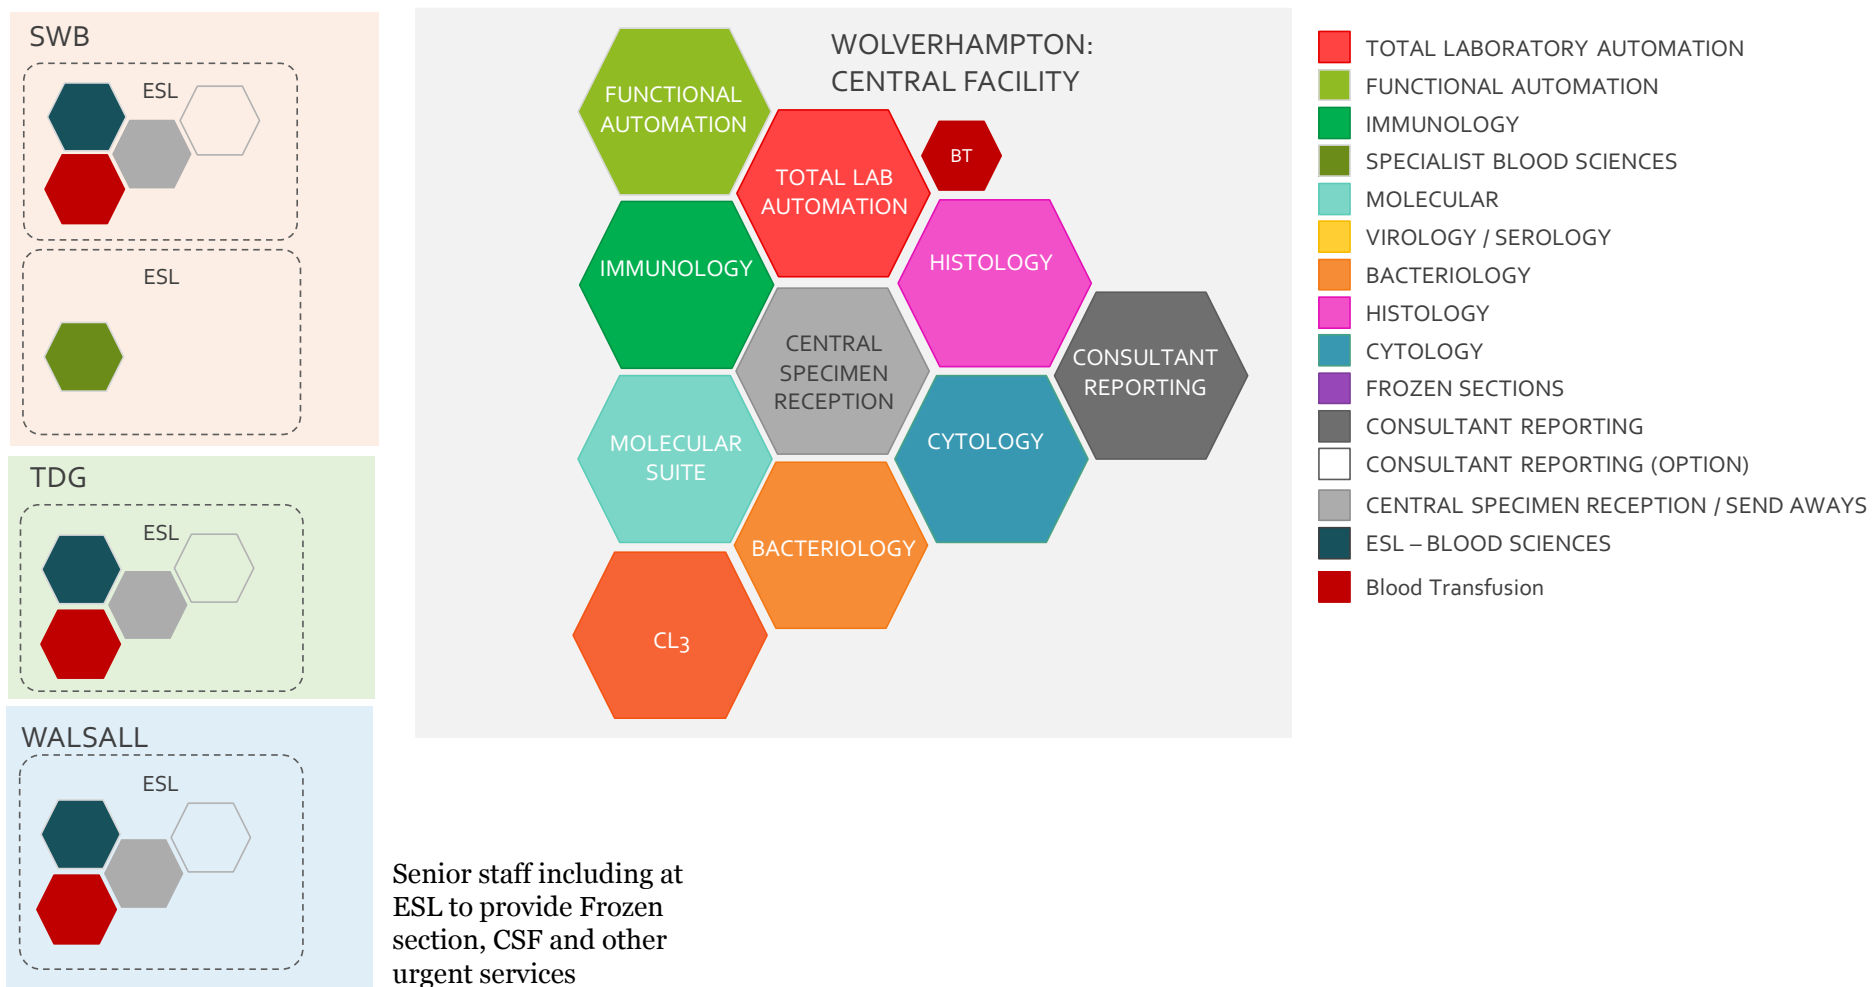 SWB
ESL
ESL
TDG
ESL
WALSALL
ESL
WOLVERHAMPTON:
CENTRAL FACILITY
FUNCTIONAL
AUTOMATION
TOTAL LAB
AUTOMATION
BT
IMMUNOLOGY
HISTOLOGY
CENTRAL
SPECIMEN
RECEPTION
CONSULTANT
REPORTING
MOLECULAR
SUITE
CYTOLOGY
BACTERIOLOGY
CL3
TOTAL LABORATORY AUTOMATION
FUNCTIONAL AUTOMATION
IMMUNOLOGY
SPECIALIST BLOOD SCIENCES
MOLECULAR
VIROLOGY / SEROLOGY
BACTERIOLOGY
HISTOLOGY
CYTOLOGY
FROZEN SECTIONS
CONSULTANT REPORTING
CONSULTANT REPORTING (OPTION)
CENTRAL SPECIMEN RECEPTION / SEND AWAYS
ESL – BLOOD SCIENCES
Blood Transfusion
Senior staff including at
ESL to provide Frozen
section, CSF and other
urgent services